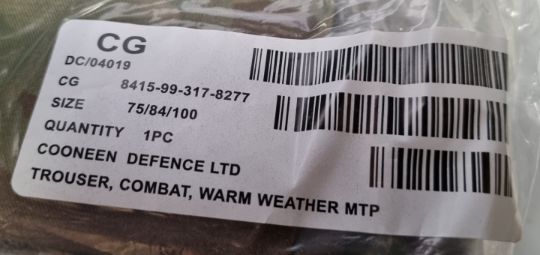 CG
DC/04019
CG 8415-99-317-8277
SIZE 75/84/100
QUANTITY 1PC
COONEEN DEFENCE LTD
TROUSER, COMBAT, WARM WEATHER MTP